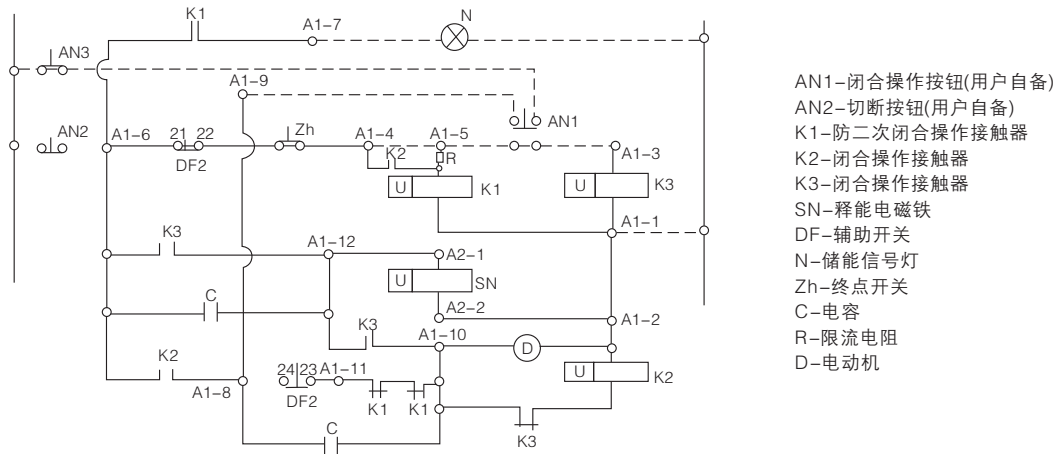 K1
A1-7
N
AN3
A1-9
AN1
AN2
A1-6
21
22
DF2
Zh
A1-4
A1-5
K2
R
A1-3
U
K1
U
K3
A1-1
K3
A1-12
A2-1
U
SN
C
A2-2
A1-2
K3
A1-10
D
K2
U
K2
A1-8
24
23
A1-11
DF2
K1
K1
C
K3
AN1-闭合操作按钮(用户自备)
AN2-切断按钮(用户自备)
K1-防二次闭合操作接触器
K2-闭合操作接触器
K3-闭合操作接触器
SN-释能电磁铁
DF-辅助开关
N-储能信号灯
Zh-终点开关
C-电容
R-限流电阻
D-电动机